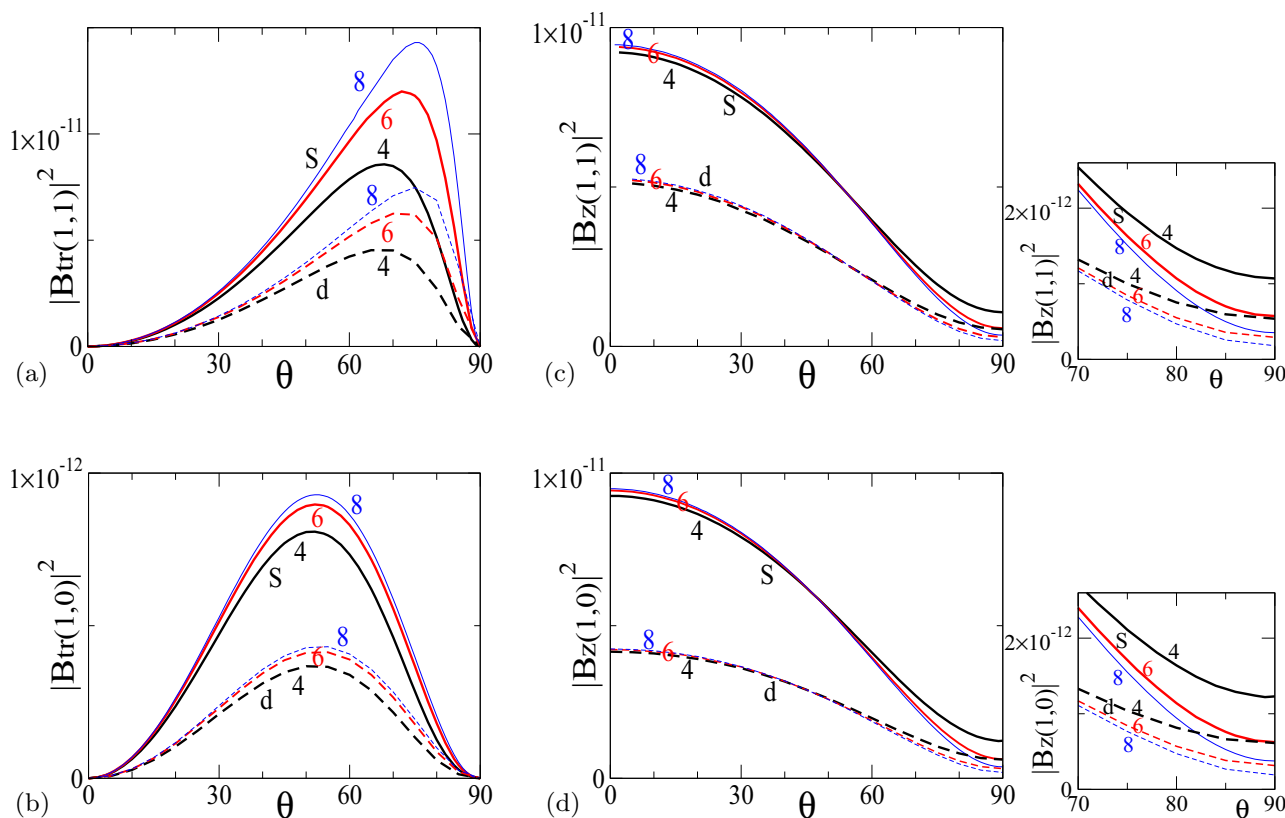 |Btr(1,1)|²
1×10⁻¹¹
0
8
6
S
4
8
6
4
d
(a)
0
30
60
90
θ
|Bz(1,1)|²
1×10⁻¹¹
0
8
6
4
S
8
6
4
d
(c)
0
30
60
90
θ
|Bz(1,1)|²
2×10⁻¹²
0
S
4
6
8
d
4
6
8
70
80
90
θ
|Btr(1,0)|²
1×10⁻¹²
0
8
6
4
S
8
6
4
d
(b)
0
30
60
90
θ
|Bz(1,0)|²
1×10⁻¹¹
0
8
6
4
S
8
6
4
d
(d)
0
30
60
90
θ
|Bz(1,0)|²
2×10⁻¹²
0
S
4
6
8
d
4
6
8
70
80
90
θ